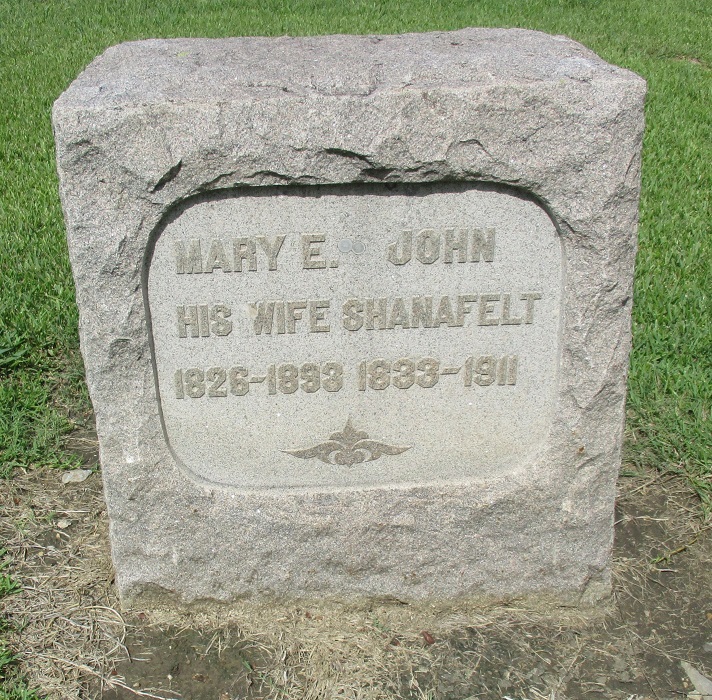 MARY E. JOHN
HIS WIFE SHANAFELT
1826-1893 1833-1911